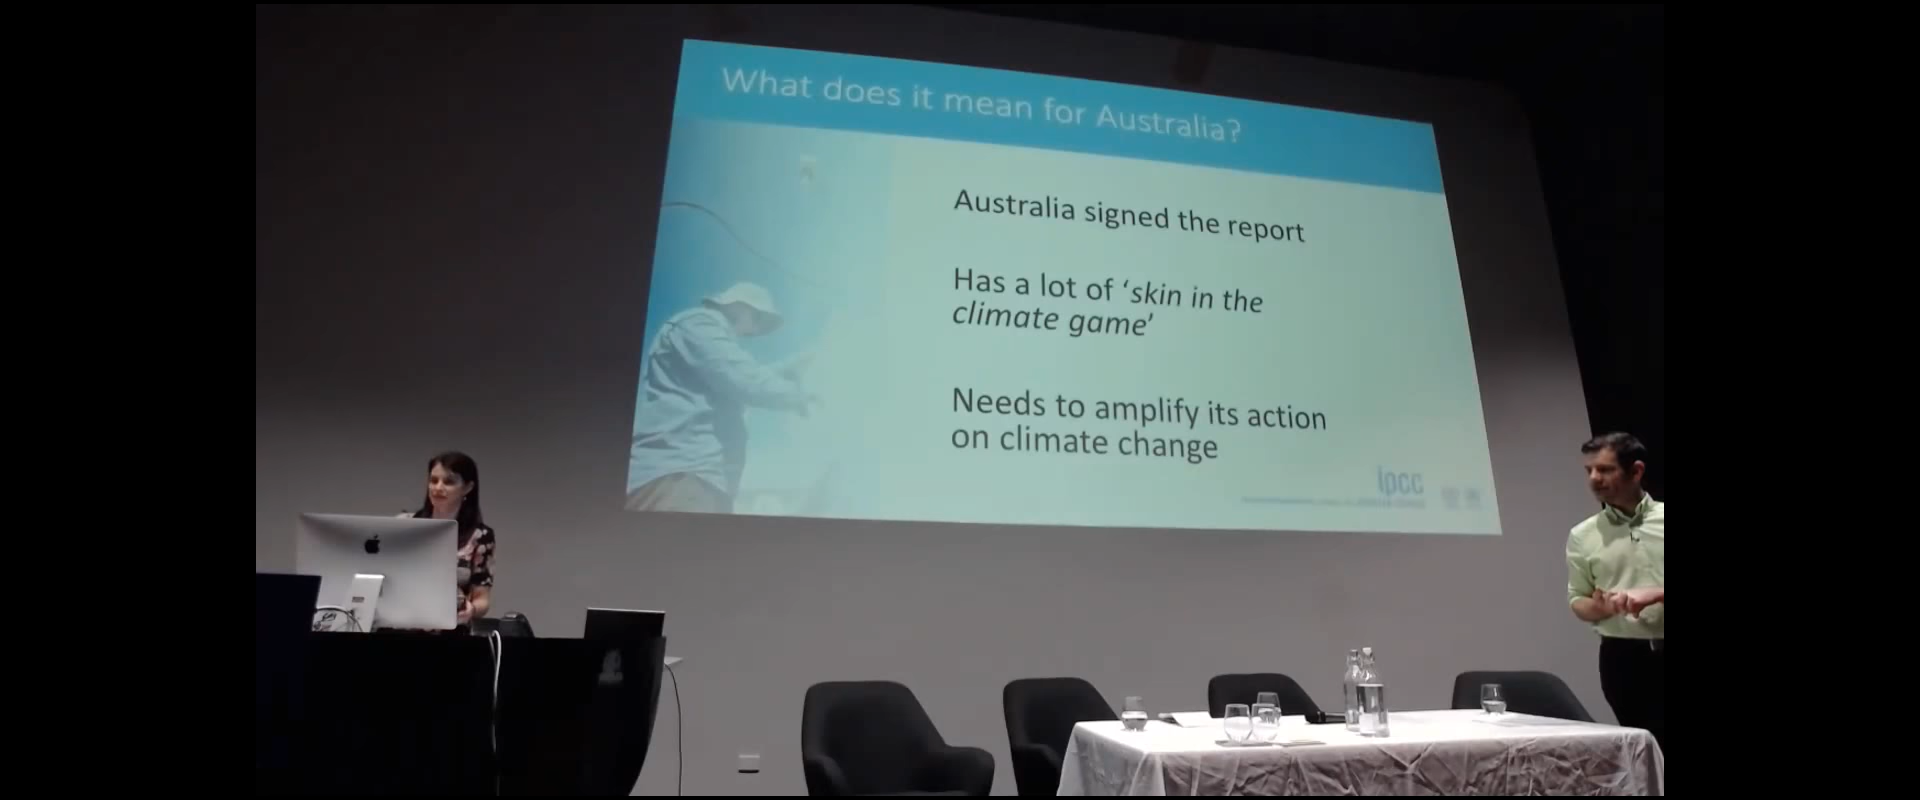 What does it mean for Australia?
Australia signed the report
Has a lot of ‘skin in the
climate game’
Needs to amplify its action
on climate change
ipcc